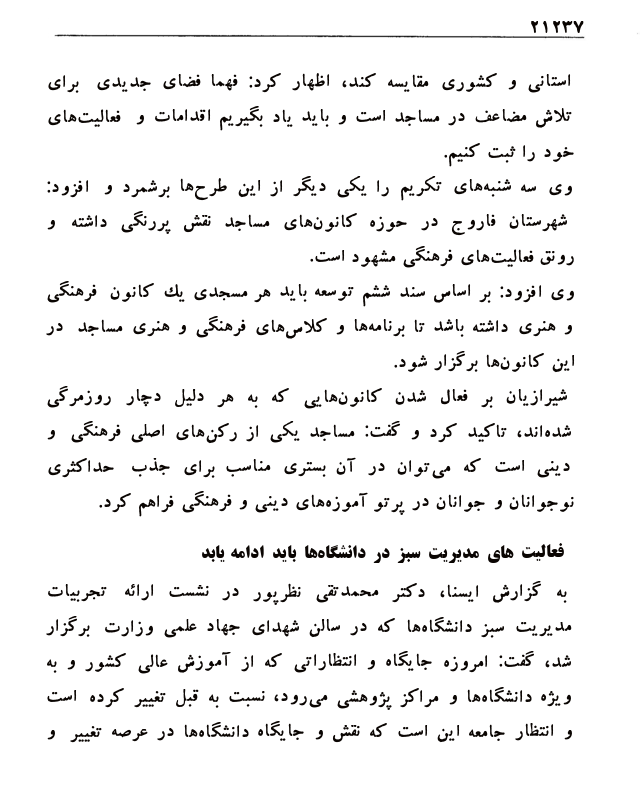 ۲۱۲۳۷
استانی و کشوری مقایسه کند، اظهار کرد: فهما فضای جدیدی برای
تلاش مضاعف در مساجد است و باید یاد بگیریم اقدامات و فعالیت‌های
خود را ثبت کنیم.
وی سه شنبه‌های تکریم را یکی دیگر از این طرح‌ها برشمرد و افزود:
شهرستان فاروج در حوزه کانون‌های مساجد نقش پررنگی داشته و
رونق فعالیت‌های فرهنگی مشهود است.
وی افزود: بر اساس سند ششم توسعه باید هر مسجدی یك کانون فرهنگی
و هنری داشته باشد تا برنامه‌ها و کلاس‌های فرهنگی و هنری مساجد در
این کانون‌ها برگزار شود.
شیرازیان بر فعال شدن کانون‌هایی که به هر دلیل دچار روزمرگی
شده‌اند، تاکید کرد و گفت: مساجد یکی از رکن‌های اصلی فرهنگی و
دینی است که می‌توان در آن بستری مناسب برای جذب حداکثری
نوجوانان و جوانان در پرتو آموزه‌های دینی و فرهنگی فراهم کرد.
فعالیت های مدیریت سبز در دانشگاه‌ها باید ادامه یابد
به گزارش ایسنا، دکتر محمدتقی نظرپور در نشست ارائه تجربیات
مدیریت سبز دانشگاه‌ها که در سالن شهدای جهاد علمی وزارت برگزار
شد، گفت: امروزه جایگاه و انتظاراتی که از آموزش عالی کشور و به
ویژه دانشگاه‌ها و مراکز پژوهشی می‌رود، نسبت به قبل تغییر کرده است
و انتظار جامعه این است که نقش و جایگاه دانشگاه‌ها در عرصه تغییر و